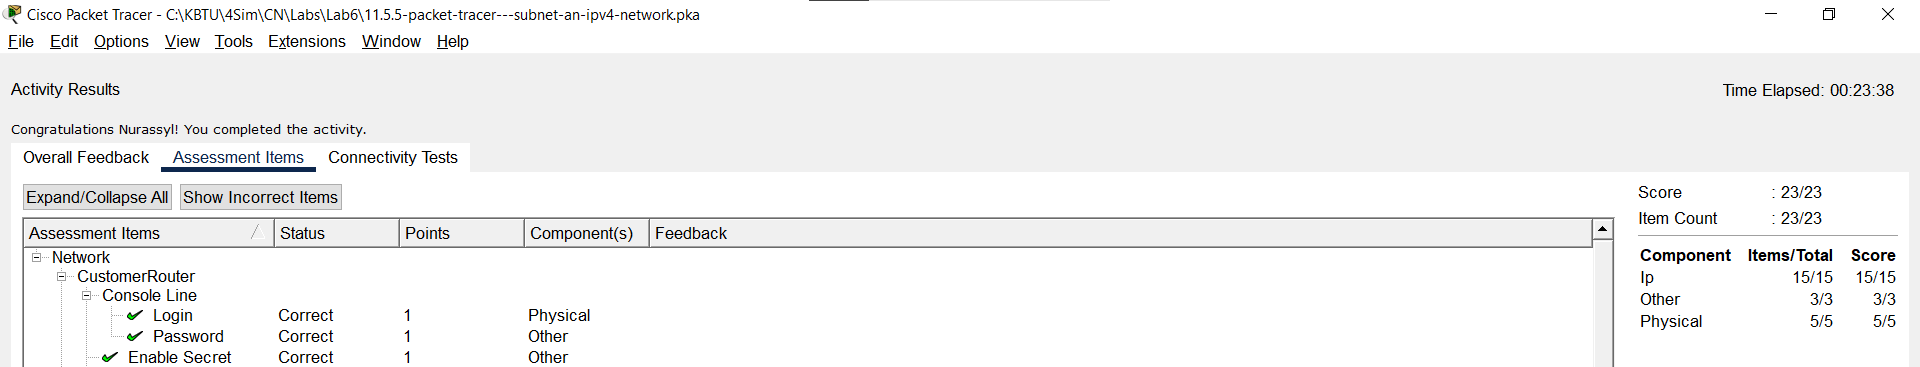 Cisco Packet Tracer - C:\KBTU\4Sim\CN\Labs\Lab6\11.5.5-packet-tracer---subnet-an-ipv4-network.pka
File Edit Options View Tools Extensions Window Help
Activity Results
Time Elapsed: 00:23:38
Congratulations Nurassyl! You completed the activity.
Overall Feedback Assessment Items Connectivity Tests
Expand/Collapse All Show Incorrect Items
Assessment Items Status Points Component(s) Feedback
Network
CustomerRouter
Console Line
Login Correct 1 Physical
Password Correct 1 Other
Enable Secret Correct 1 Other
Score : 23/23
Item Count : 23/23
Component Items/Total Score
Ip 15/15 15/15
Other 3/3 3/3
Physical 5/5 5/5